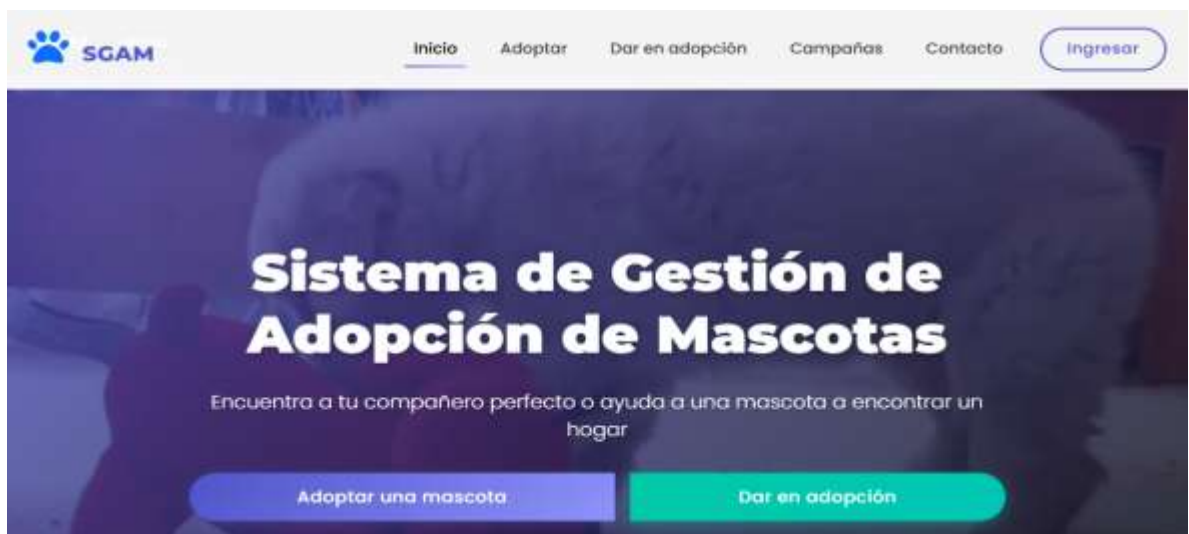 SGAM
Inicio
Adoptar
Dar en adopción
Campañas
Contacto
Ingresar
Sistema de Gestión de
Adopción de Mascotas
Encuentra a tu compañero perfecto o ayuda a una mascota a encontrar un
hogar
Adoptar una mascota
Dar en adopción